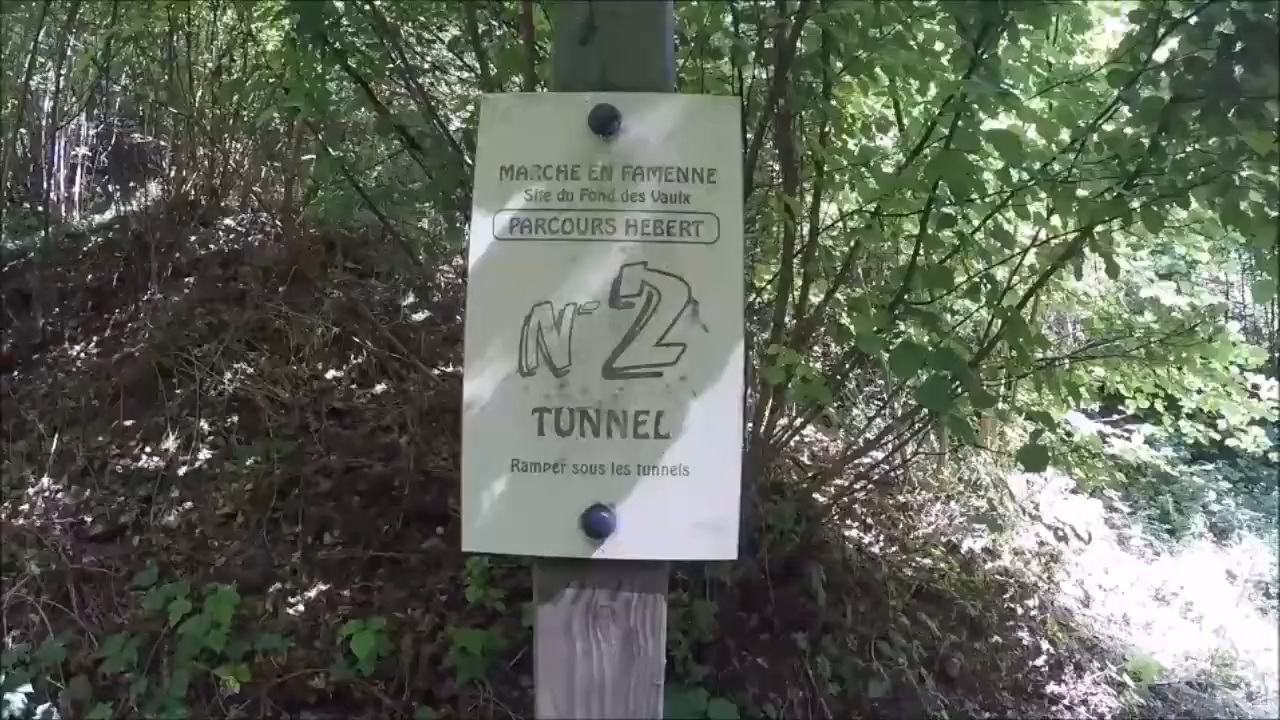 MARCHE EN FAMENNE
Site du Fond des Vaulx
PARCOURS HEBERT
N-2
TUNNEL
Ramper sous les tunnels